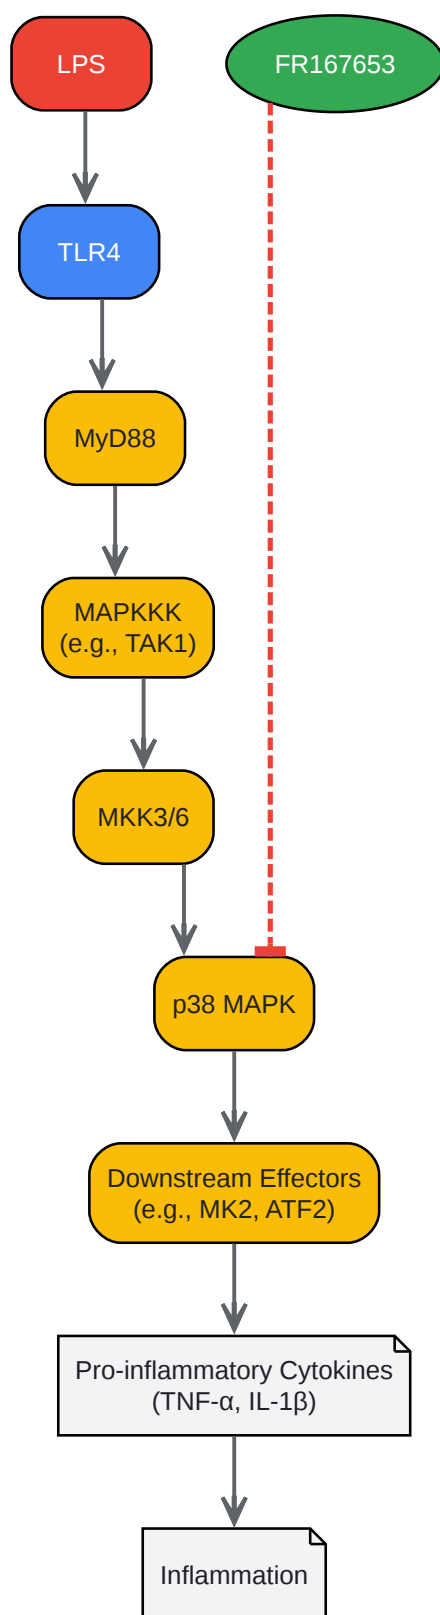 LPS
FR167653
TLR4
MyD88
MAPKKK
(e.g., TAK1)
MKK3/6
p38 MAPK
Downstream Effectors
(e.g., MK2, ATF2)
Pro-inflammatory Cytokines
(TNF-α, IL-1β)
Inflammation